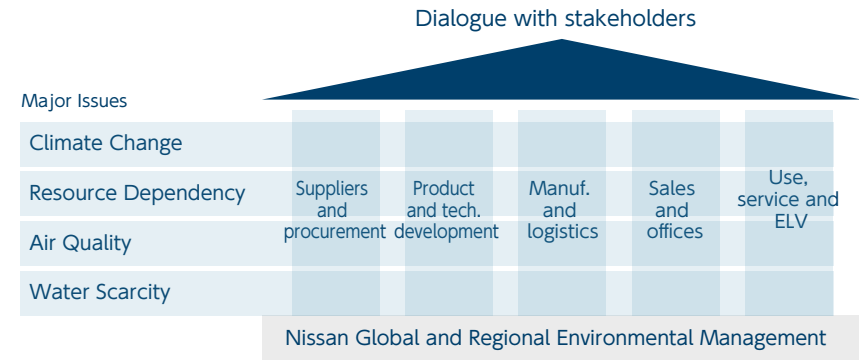 Dialogue with stakeholders
Major Issues
Climate Change
Resource Dependency
Air Quality
Water Scarcity
Suppliers
and
procurement
Product
and tech.
development
Manuf.
and
logistics
Sales
and
offices
Use,
service and
ELV
Nissan Global and Regional Environmental Management